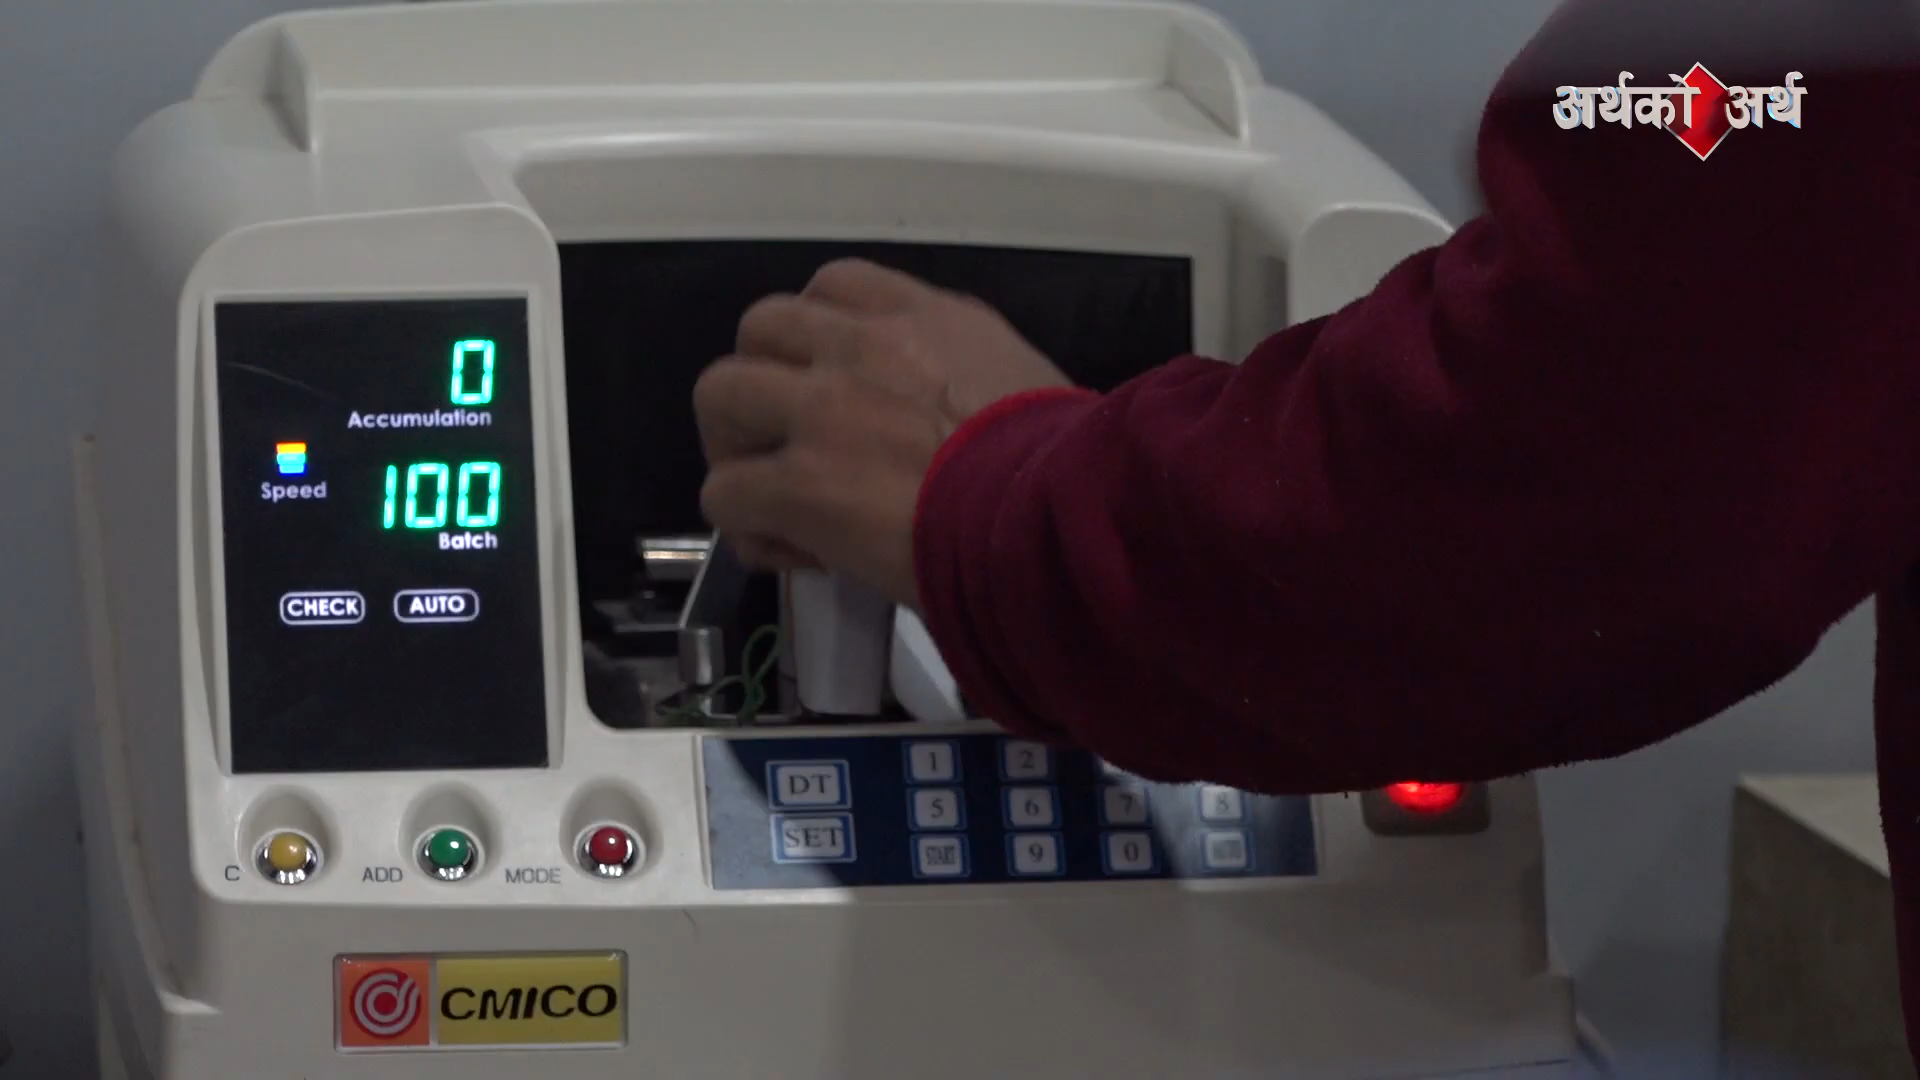 अर्थको अर्थ
0
Accumulation
Speed
100
Batch
CHECK AUTO
DT 1 2
SET 5 6 7 8
START 9 0 AUTO
C ADD MODE
CMICO